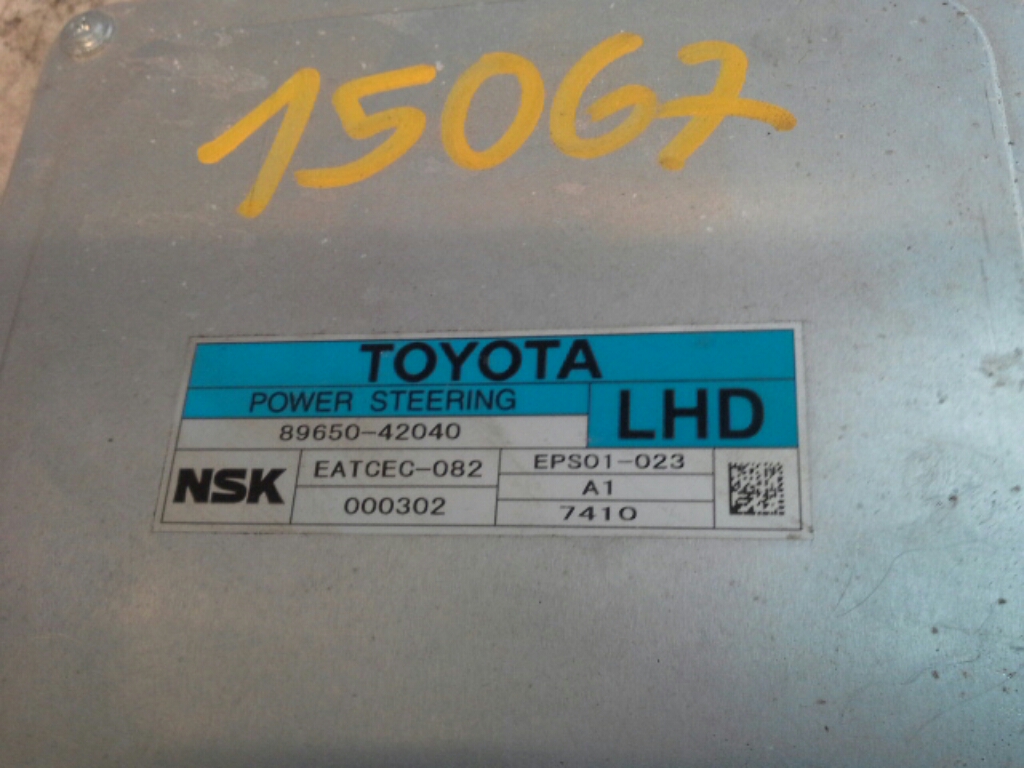 15067
TOYOTA
POWER STEERING
LHD
89650-42040
NSK
EATCEC-082
000302
EPS01-023
A1
7410